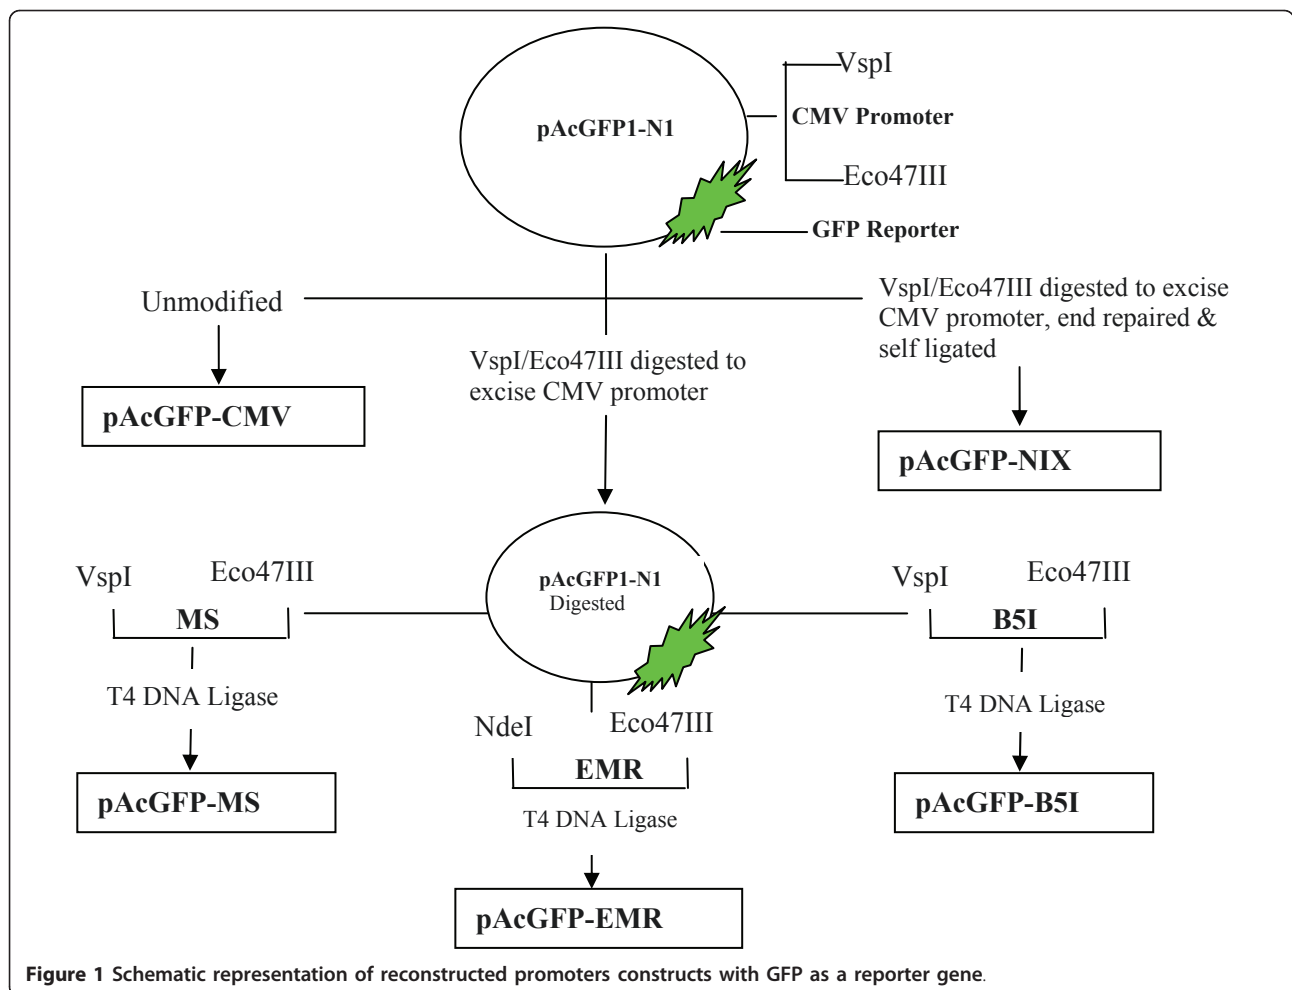 VspI
pAcGFP1-N1
CMV Promoter
Eco47III
GFP Reporter
Unmodified
VspI/Eco47III digested to excise
CMV promoter, end repaired &
self ligated
VspI/Eco47III digested to
excise CMV promoter
pAcGFP-CMV
pAcGFP-NIX
VspI
Eco47III
MS
T4 DNA Ligase
pAcGFP-MS
pAcGFP1-N1
Digested
NdeI
Eco47III
EMR
T4 DNA Ligase
pAcGFP-EMR
VspI
Eco47III
B5I
T4 DNA Ligase
pAcGFP-B5I
Figure 1 Schematic representation of reconstructed promoters constructs with GFP as a reporter gene.